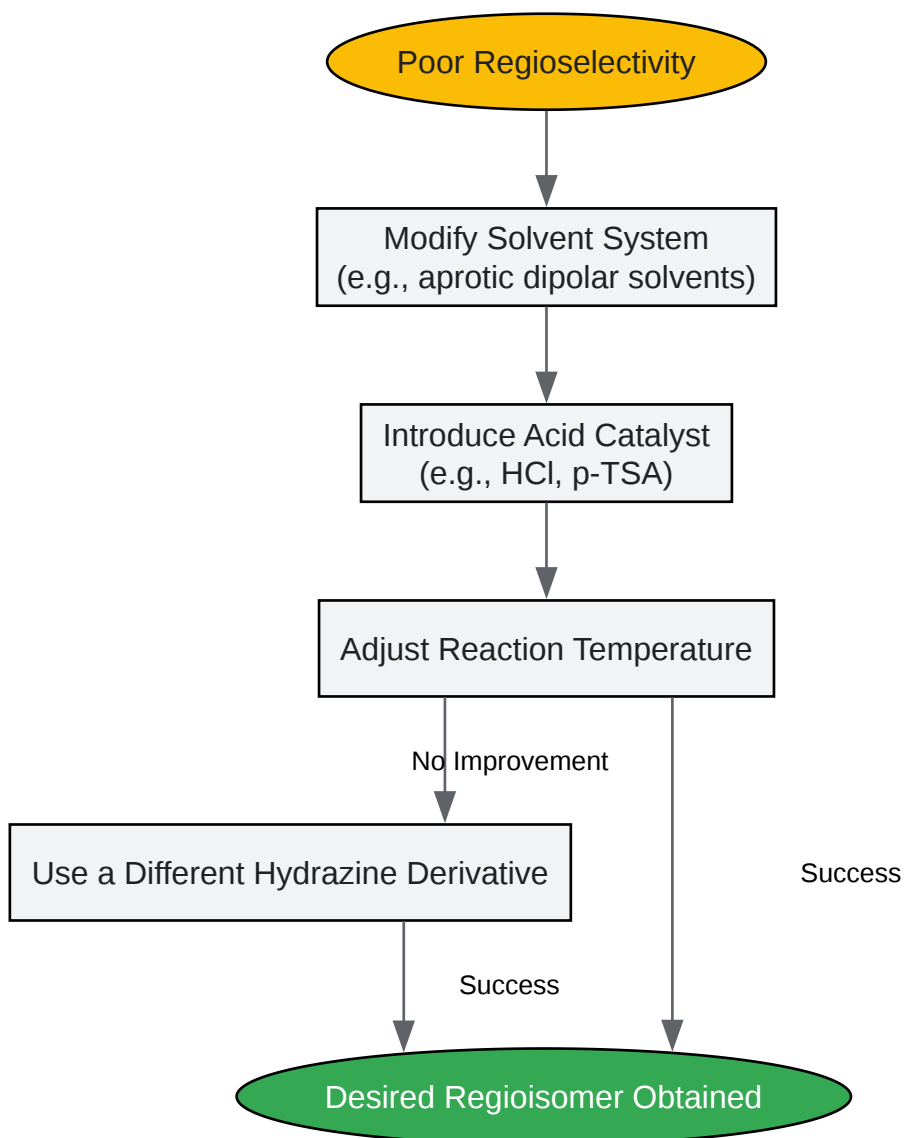 Poor Regioselectivity
Modify Solvent System
(e.g., aprotic dipolar solvents)
Introduce Acid Catalyst
(e.g., HCl, p-TSA)
Adjust Reaction Temperature
No Improvement
Use a Different Hydrazine Derivative
Success
Success
Desired Regioisomer Obtained